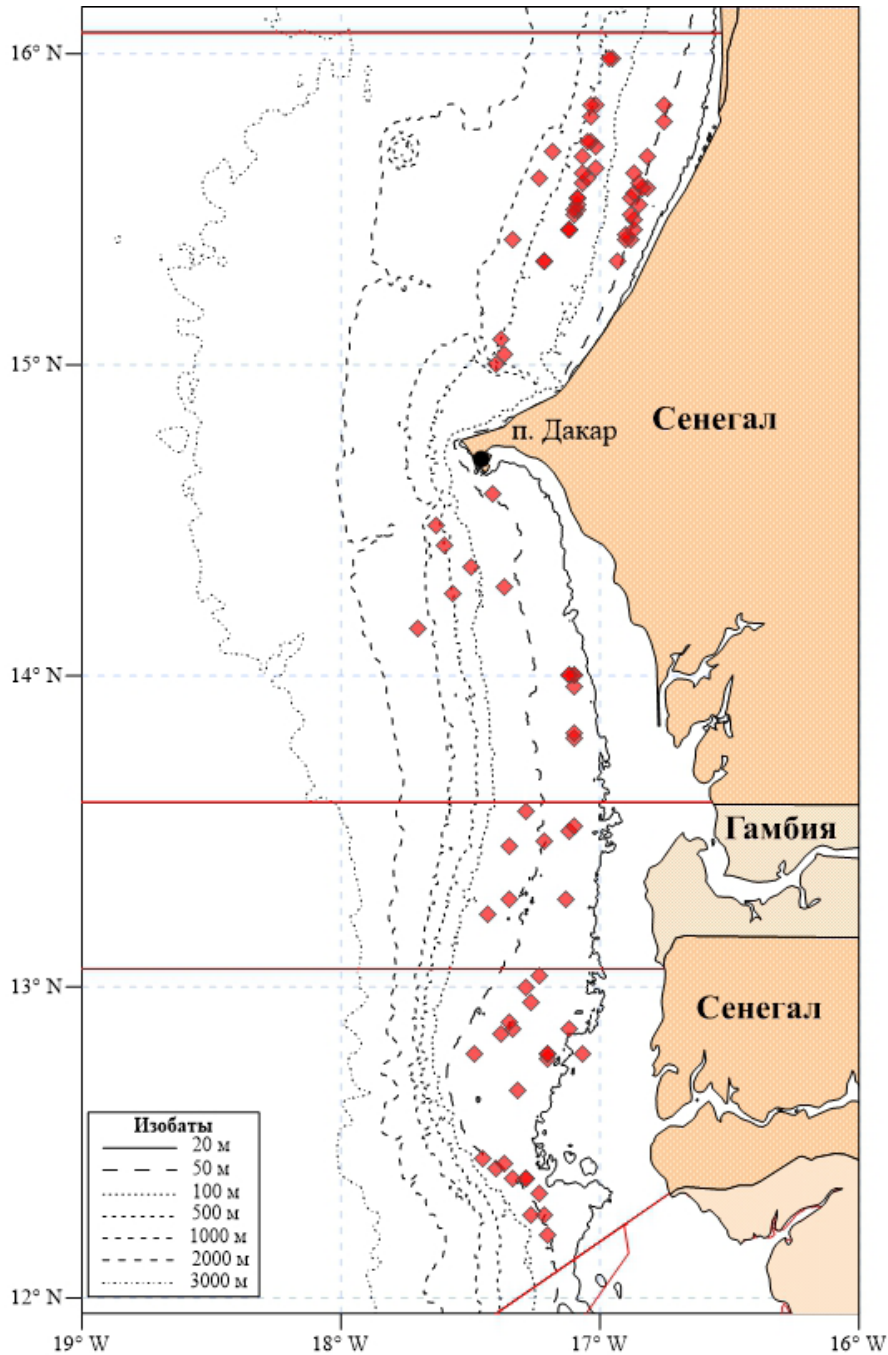 16° N
15° N
14° N
13° N
12° N
п. Дакар
Сенегал
Гамбия
Сенегал
Изобаты
20 м
50 м
100 м
500 м
1000 м
2000 м
3000 м
19° W
18° W
17° W
16° W